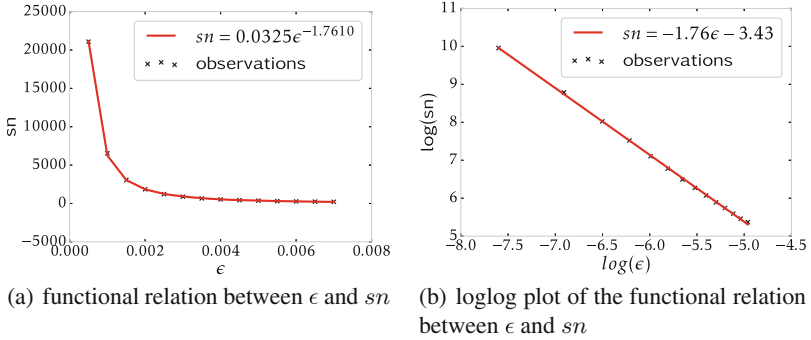 25000
20000
15000
10000
5000
0
−5000
sn
0.000 0.002 0.004 0.006 0.008
ϵ
sn = 0.0325ϵ^{−1.7610}
observations
(a) functional relation between ϵ and sn
11
10
9
8
7
6
5
log(sn)
−8.0 −7.5 −7.0 −6.5 −6.0 −5.5 −5.0 −4.5
log(ϵ)
sn = −1.76ϵ − 3.43
observations
(b) loglog plot of the functional relation
between ϵ and sn